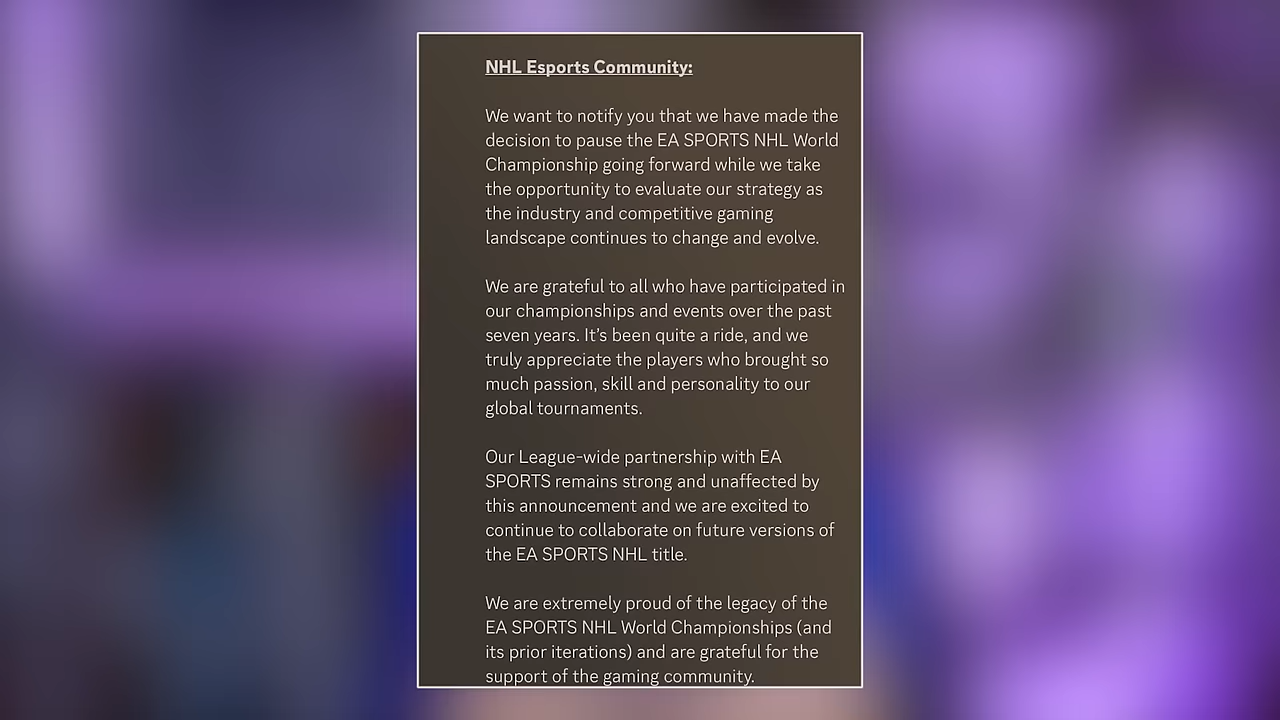 NHL Esports Community:
We want to notify you that we have made the
decision to pause the EA SPORTS NHL World
Championship going forward while we take
the opportunity to evaluate our strategy as
the industry and competitive gaming
landscape continues to change and evolve.
We are grateful to all who have participated in
our championships and events over the past
seven years. It’s been quite a ride, and we
truly appreciate the players who brought so
much passion, skill and personality to our
global tournaments.
Our League-wide partnership with EA
SPORTS remains strong and unaffected by
this announcement and we are excited to
continue to collaborate on future versions of
the EA SPORTS NHL title.
We are extremely proud of the legacy of the
EA SPORTS NHL World Championships (and
its prior iterations) and are grateful for the
support of the gaming community.